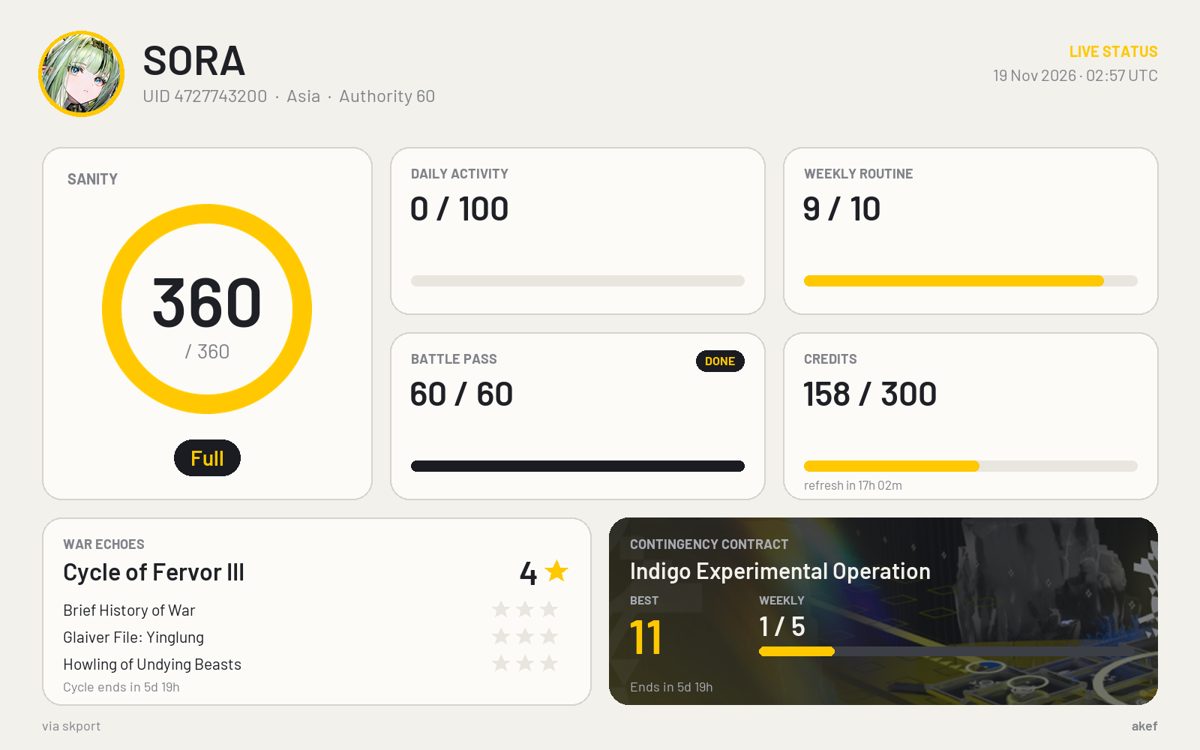 SORA
UID 4727743200 · Asia · Authority 60
LIVE STATUS
19 Nov 2026 · 02:57 UTC
SANITY
360
/ 360
Full
DAILY ACTIVITY
0 / 100
WEEKLY ROUTINE
9 / 10
BATTLE PASS
DONE
60 / 60
CREDITS
158 / 300
refresh in 17h 02m
WAR ECHOES
Cycle of Fervor III
4
Brief History of War
Glaiver File: Yinglung
Howling of Undying Beasts
Cycle ends in 5d 19h
CONTINGENCY CONTRACT
Indigo Experimental Operation
BEST
11
WEEKLY
1 / 5
Ends in 5d 19h
via skport
akef